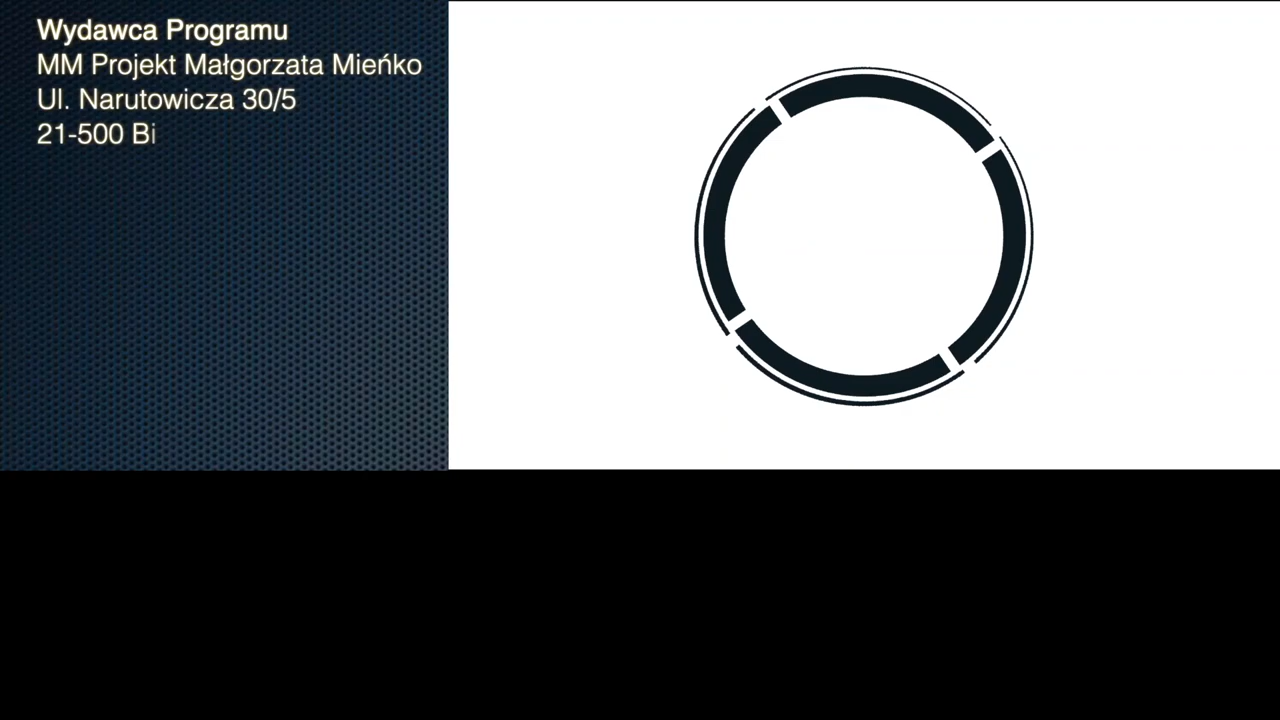 Wydawca Programu
MM Projekt Małgorzata Mieńko
Ul. Narutowicza 30/5
21-500 Bi